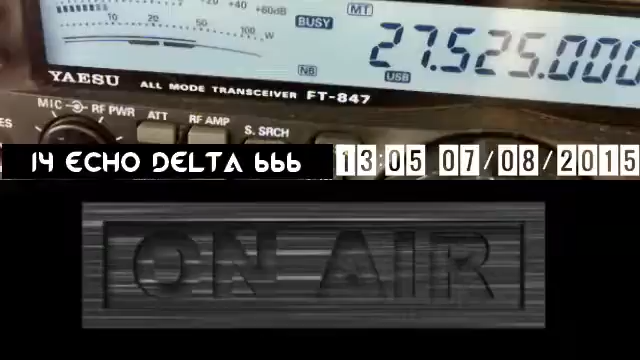 +20 +40 +60dB
BUSY
MT
10 20 50 100 W
27.525.000
NB
USB
YAESU ALL MODE TRANSCEIVER FT-847
MIC RF PWR ATT RF AMP S. SRCH
14 ECHO DELTA 666
13:05 07/08/2015
ON AIR